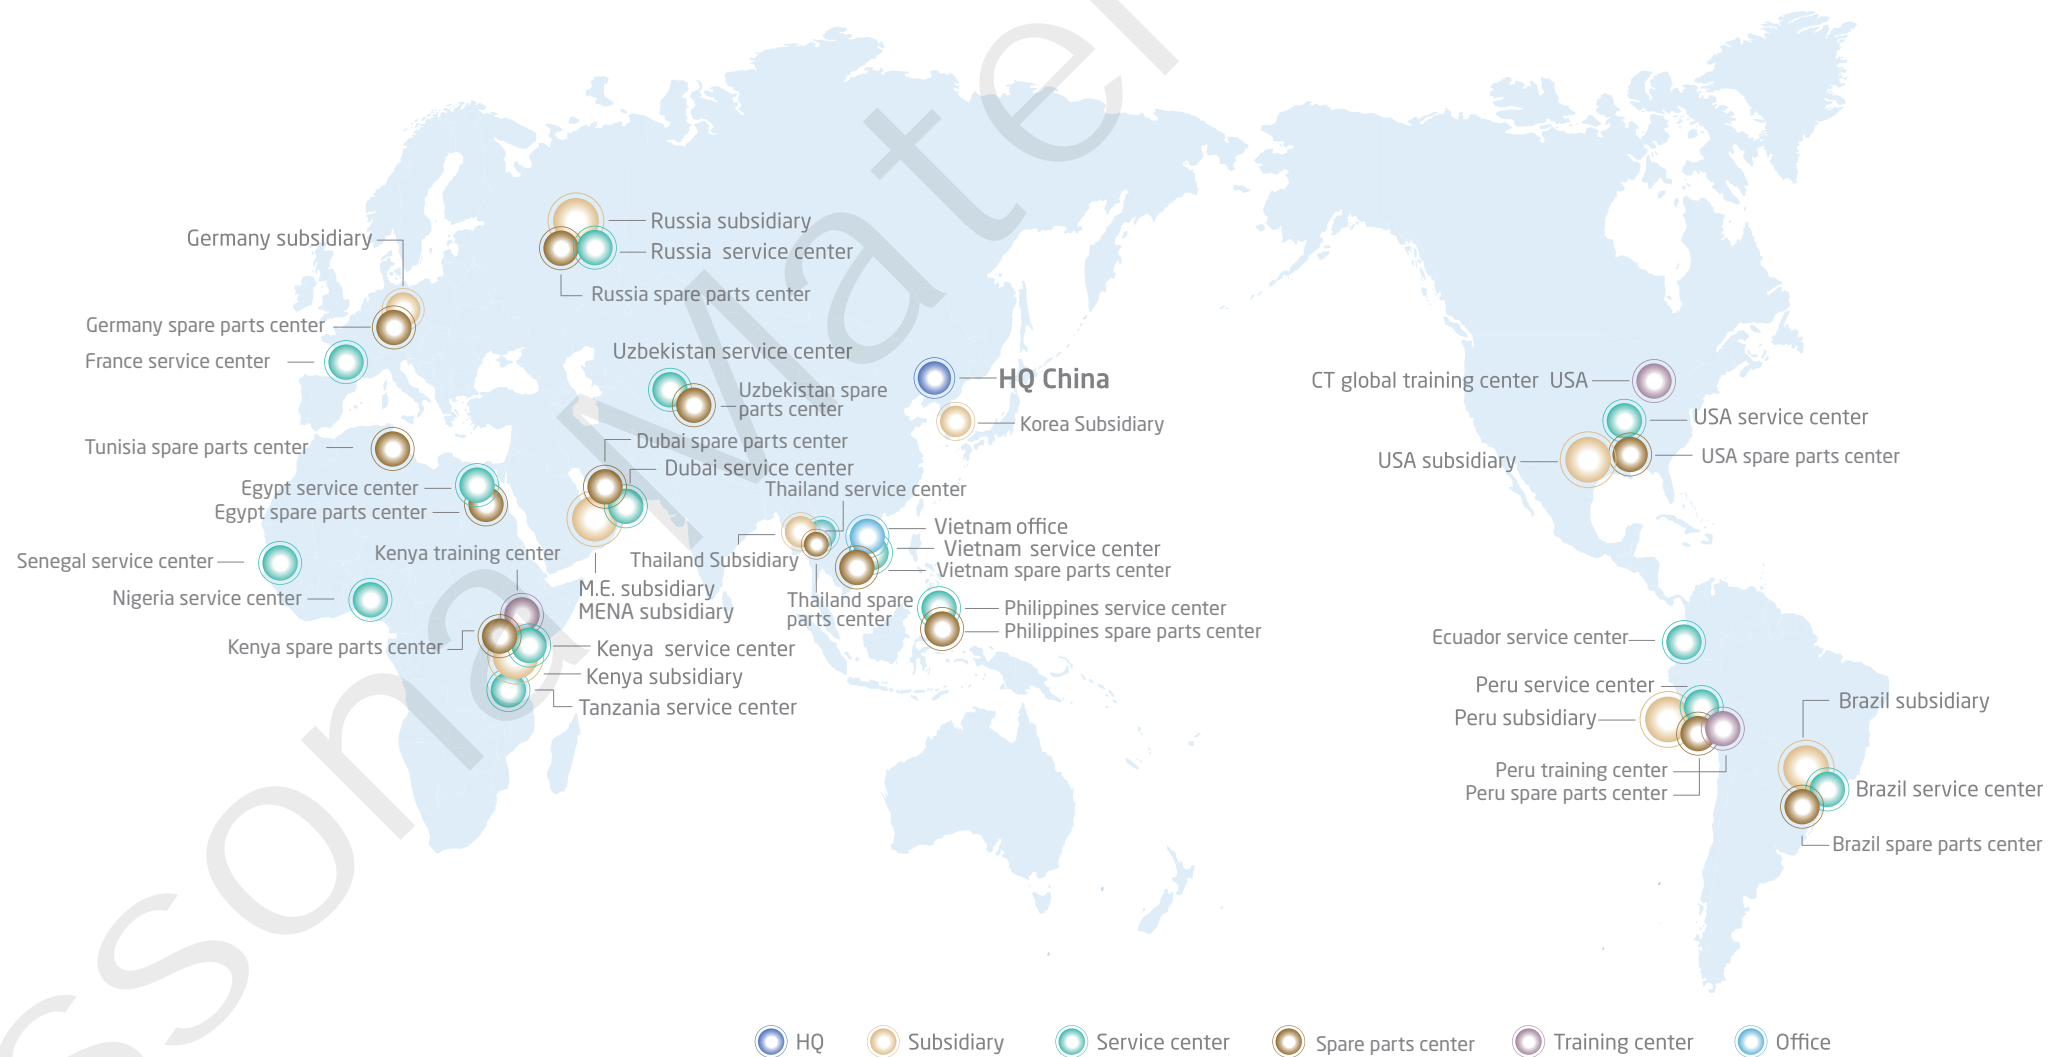 Russia subsidiary
Germany subsidiary
Russia service center
Russia spare parts center
Germany spare parts center
France service center
Uzbekistan service center
HQ China
CT global training center USA
Uzbekistan spare
parts center
USA service center
Korea Subsidiary
Dubai spare parts center
Tunisia spare parts center
USA spare parts center
USA subsidiary
Dubai service center
Egypt service center
Thailand service center
Egypt spare parts center
Vietnam office
Vietnam service center
Kenya training center
Thailand Subsidiary
Senegal service center
Vietnam spare parts center
M.E. subsidiary
MENA subsidiary
Nigeria service center
Thailand spare
parts center
Philippines service center
Philippines spare parts center
Ecuador service center
Kenya spare parts center
Kenya service center
Kenya subsidiary
Peru service center
Brazil subsidiary
Tanzania service center
Peru subsidiary
Peru training center
Peru spare parts center
Brazil service center
Brazil spare parts center
HQ Subsidiary Service center Spare parts center Training center Office